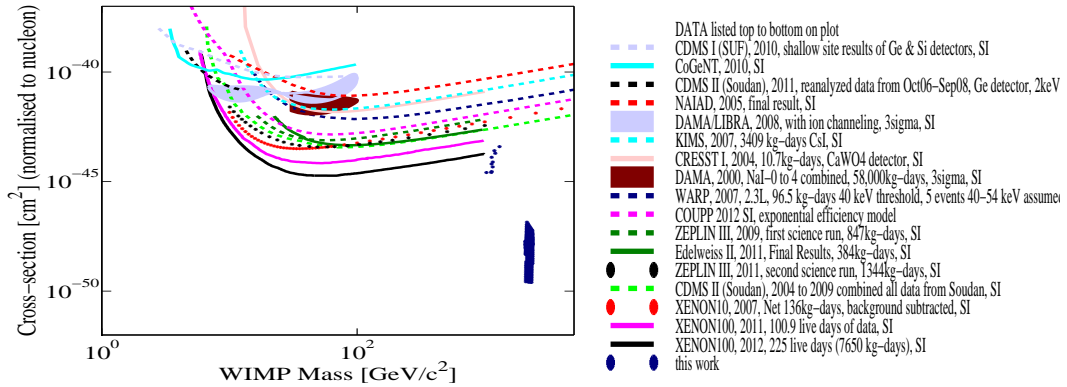 Cross−section [cm2] (normalised to nucleon)
10−40
10−45
10−50
100
102
WIMP Mass [GeV/c2]
DATA listed top to bottom on plot
CDMS I (SUF), 2010, shallow site results of Ge & Si detectors, SI
CoGeNT, 2010, SI
CDMS II (Soudan), 2011, reanalyzed data from Oct06−Sep08, Ge detector, 2keV
NAIAD, 2005, final result, SI
DAMA/LIBRA, 2008, with ion channeling, 3sigma, SI
KIMS, 2007, 3409 kg−days CsI, SI
CRESST I, 2004, 10.7kg−days, CaWO4 detector, SI
DAMA, 2000, NaI−0 to 4 combined, 58,000kg−days, 3sigma, SI
WARP, 2007, 2.3L, 96.5 kg−days 40 keV threshold, 5 events 40−54 keV assumed
COUPP 2012 SI, exponential efficiency model
ZEPLIN III, 2009, first science run, 847kg−days, SI
Edelweiss II, 2011, Final Results, 384kg−days, SI
ZEPLIN III, 2011, second science run, 1344kg−days, SI
CDMS II (Soudan), 2004 to 2009 combined all data from Soudan, SI
XENON10, 2007, Net 136kg−days, background subtracted, SI
XENON100, 2011, 100.9 live days of data, SI
XENON100, 2012, 225 live days (7650 kg−days), SI
this work